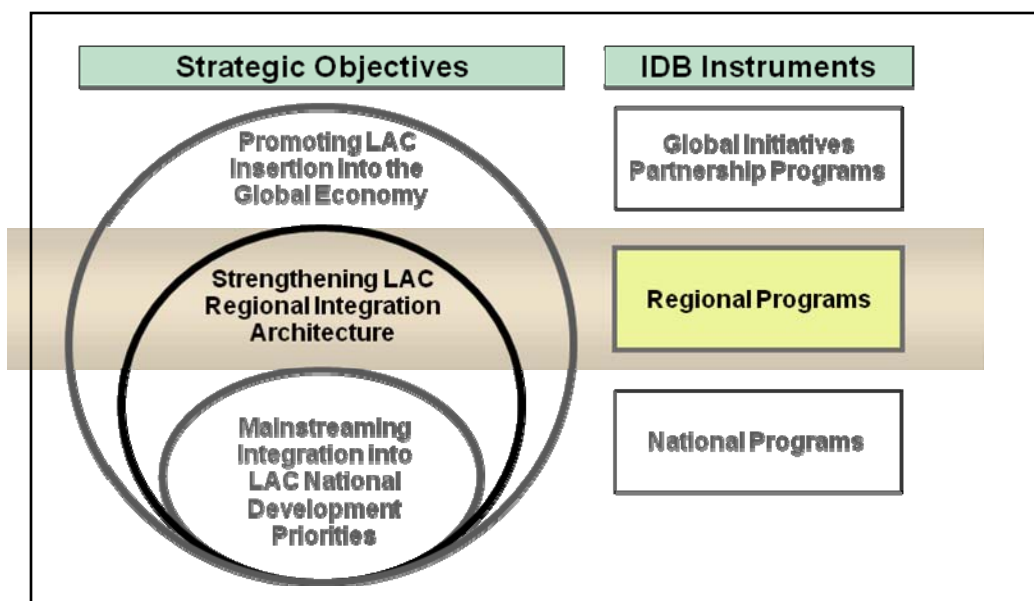 Strategic Objectives
IDB Instruments
Promoting LAC
Insertion Into the
Global Economy
Global Initiatives
Partnership Programs
Strengthening LAC
Regional Integration
Architecture
Regional Programs
Mainstreaming
Integration Into
LAC National
Development
Priorities
National Programs